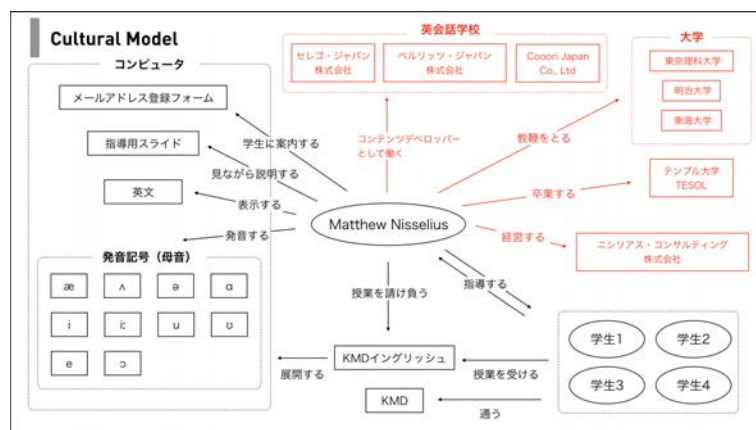 Cultural Model
コンピュータ
メールアドレス登録フォーム
指導用スライド
英文
学生に案内する
見ながら説明する
表示する
発音する
発音記号(母音)
æ
ʌ
ə
ɑ
i
i:
u
ʊ
e
ɔ
英会話学校
セレゴ・ジャパン
株式会社
ベルリッツ・ジャパン
株式会社
Cooori Japan
Co., Ltd
コンテンツデベロッパー
として働く
大学
東京理科大学
明治大学
東海大学
教鞭をとる
テンプル大学
TESOL
卒業する
Matthew Nisselius
経営する
ニシリアス・コンサルティング
株式会社
授業を請け負う
指導する
KMDイングリッシュ
展開する
授業を受ける
KMD
通う
学生1
学生2
学生3
学生4